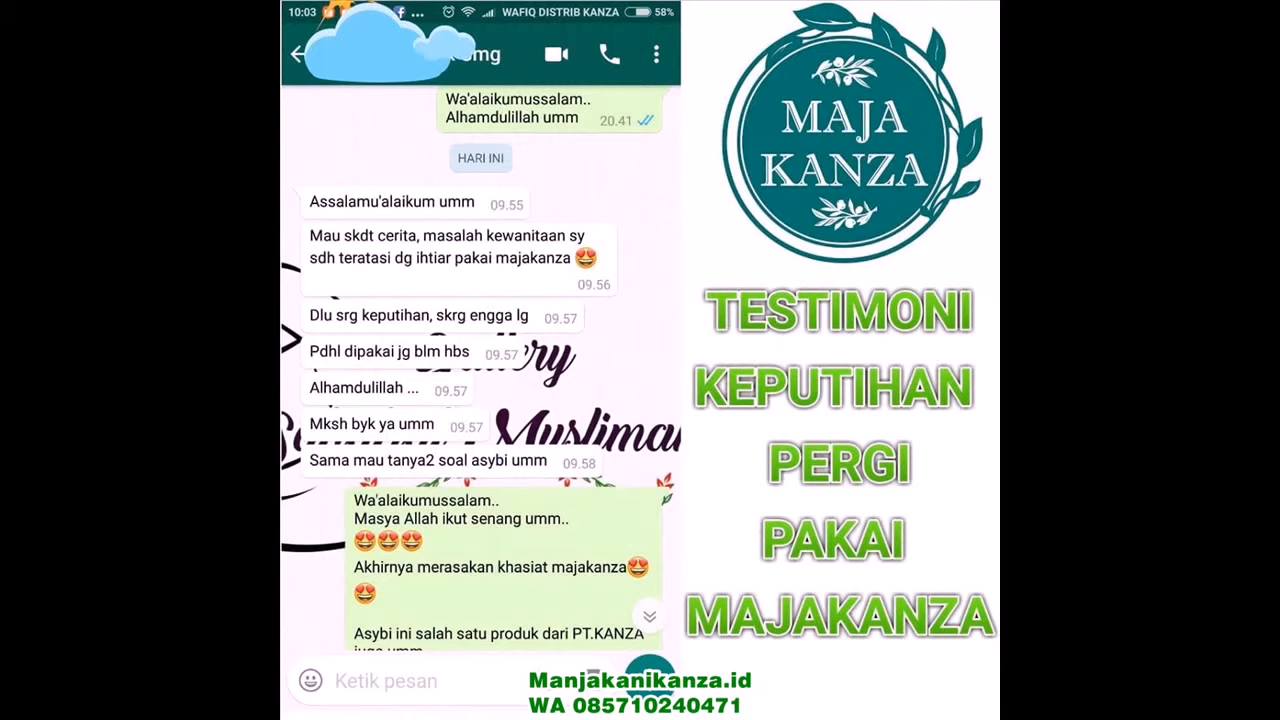 10:03
... WAFIQ DISTRIB KANZA 58%
mg
Wa'alaikumussalam..
Alhamdulillah umm 20.41
HARI INI
Assalamu'alaikum umm 09.55
Mau skdt cerita, masalah kewanitaan sy
sdh teratasi dg ihtiar pakai majakanza
09.56
Dlu srg keputihan, skrg engga lg 09.57
Pdhl dipakai jg blm hbs 09.57
Alhamdulillah ... 09.57
Mksh byk ya umm 09.57
Sama mau tanya2 soal asybi umm 09.58
Wa'alaikumussalam..
Masya Allah ikut senang umm..
Akhirnya merasakan khasiat majakanza
Asybi ini salah satu produk dari PT.KANZA
juga umm
Ketik pesan
MAJA
KANZA
TESTIMONI
KEPUTIHAN
PERGI
PAKAI
MAJAKANZA
Manjakanikanza.id
WA 085710240471